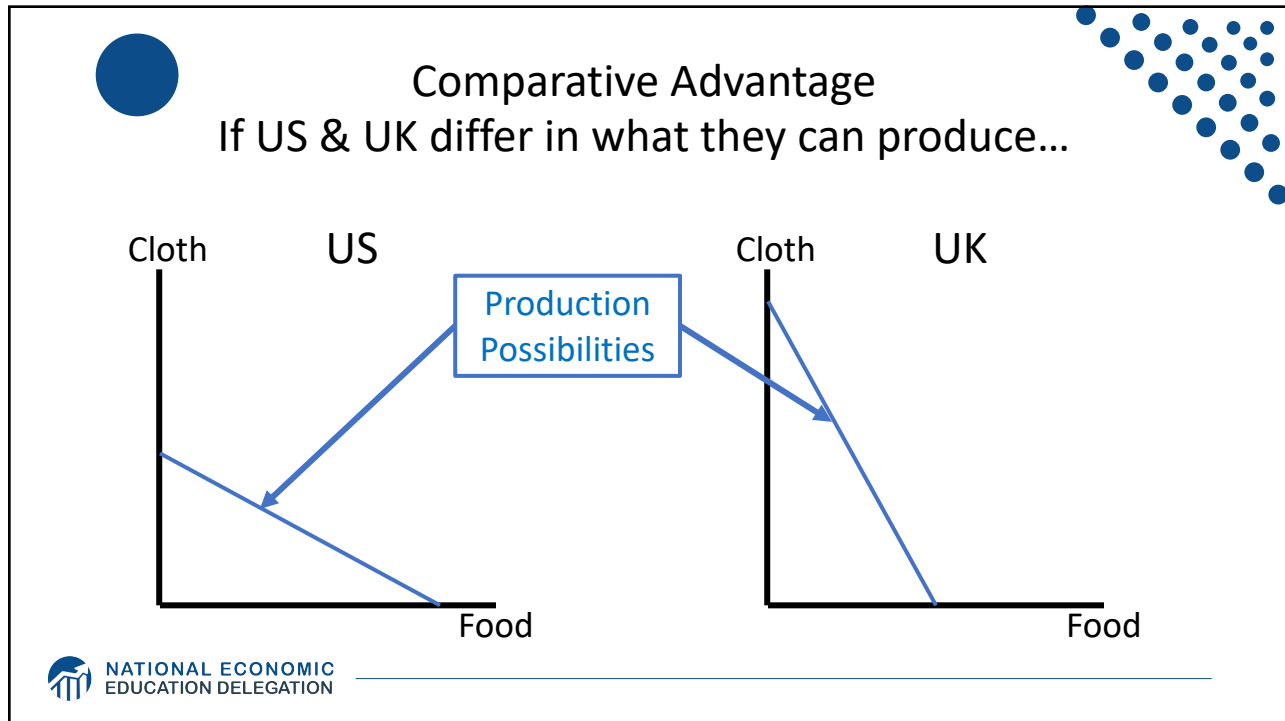 Comparative Advantage
If US & UK differ in what they can produce…
Cloth
US
Cloth
UK
Production
Possibilities
Food
Food
NATIONAL ECONOMIC
EDUCATION DELEGATION